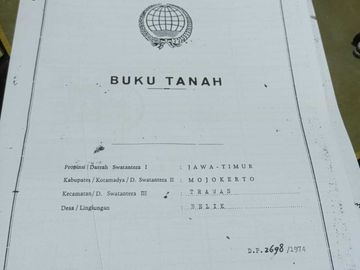 BUKU TANAH
Propinsi / Daerah Swatantera I : JAWA-TIMUR
Kabupaten / Kotamadya / D. Swatantera II : MOJOKERTO
Kecamatan / D. Swatantera III : TRAWAS
Desa / Lingkungan : BELIK
D.P. 2698 /1974